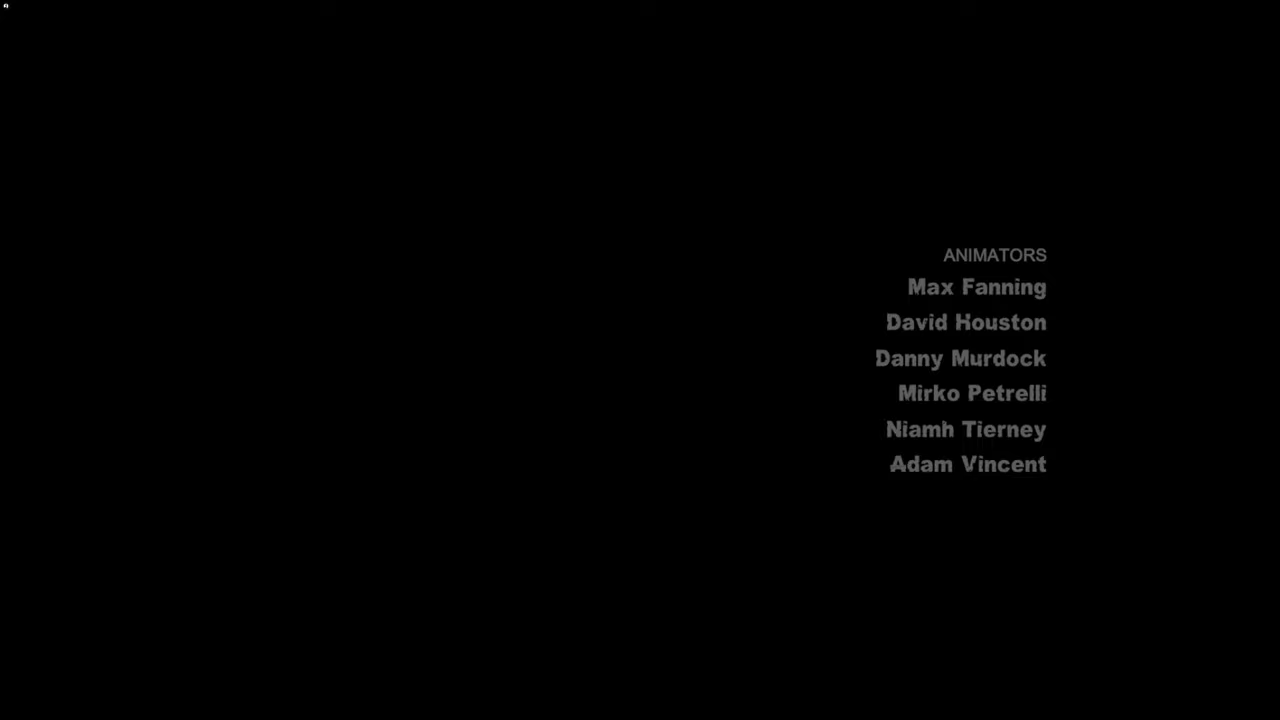 ANIMATORS
Max Fanning
David Houston
Danny Murdock
Mirko Petrelli
Niamh Tierney
Adam Vincent